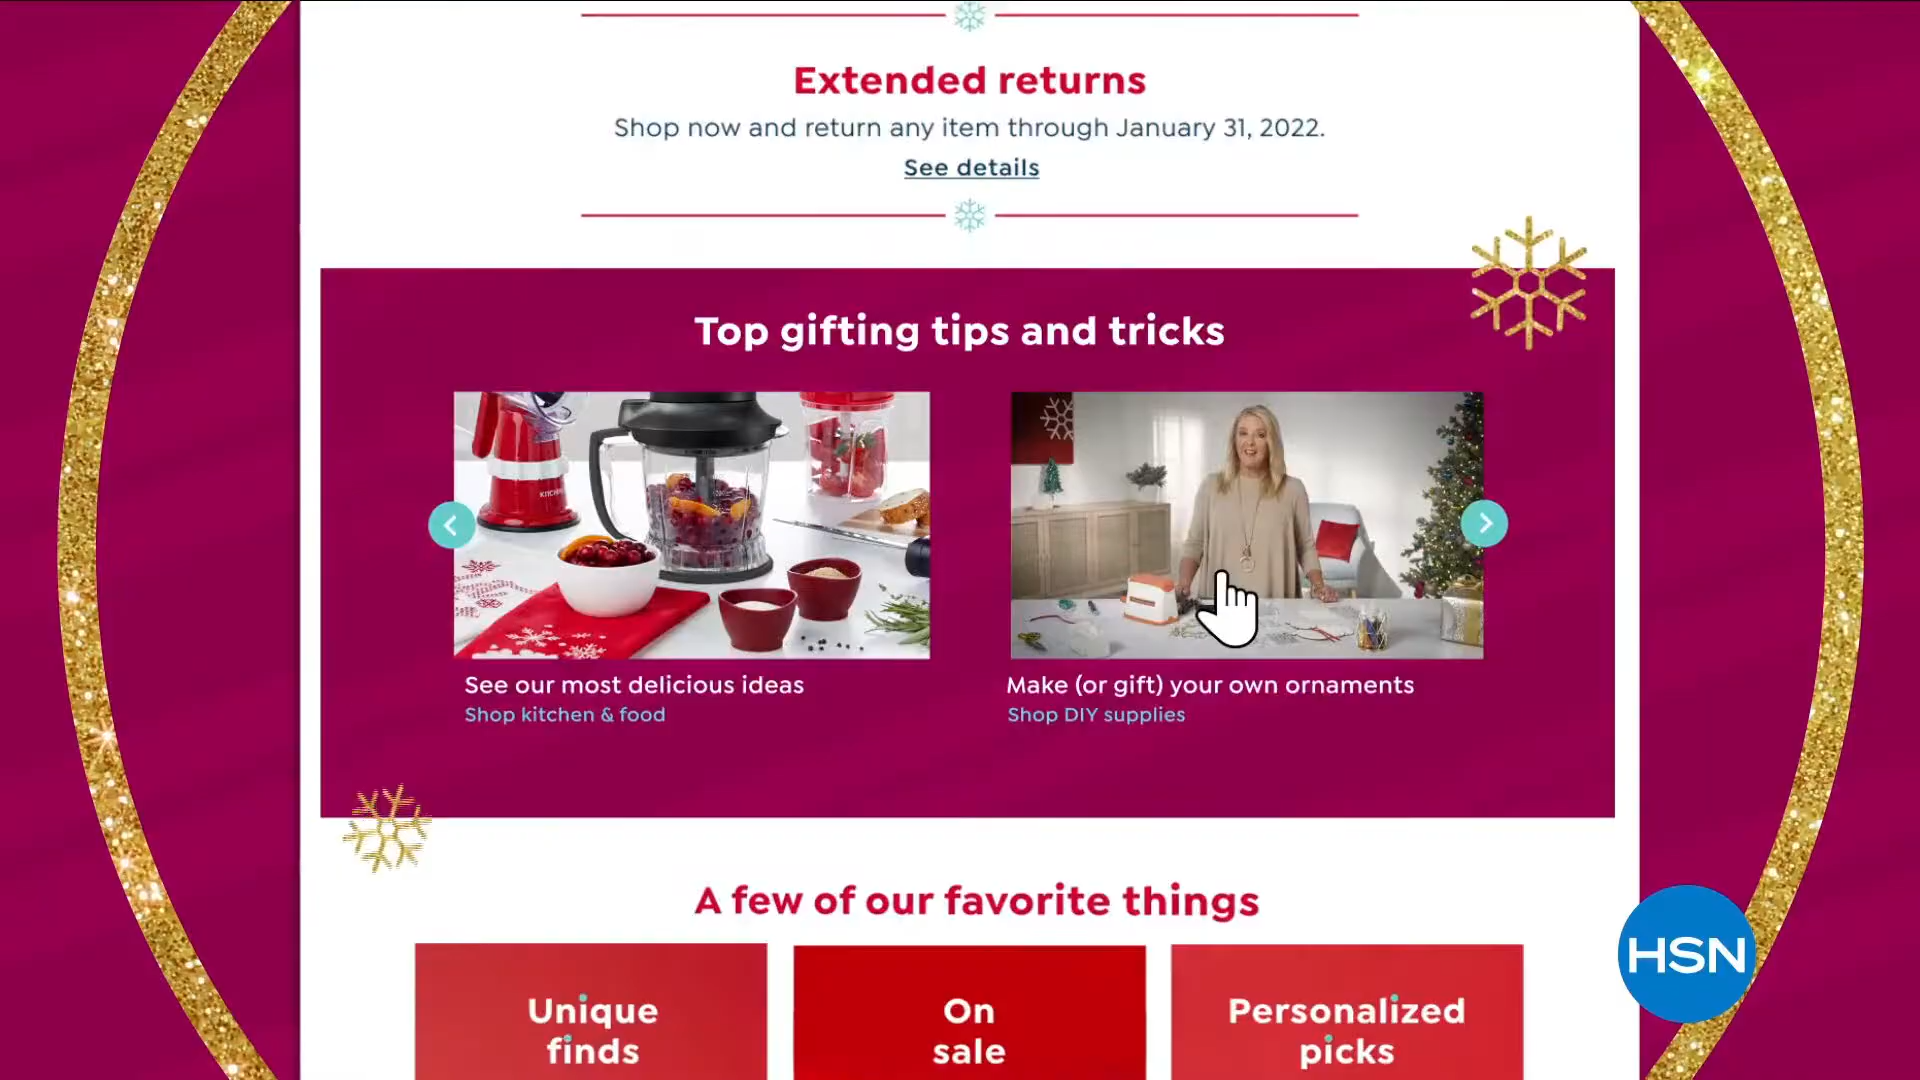 Extended returns
Shop now and return any item through January 31, 2022.
See details
Top gifting tips and tricks
See our most delicious ideas
Shop kitchen & food
Make (or gift) your own ornaments
Shop DIY supplies
A few of our favorite things
Unique
finds
On
sale
Personalized
picks
HSN